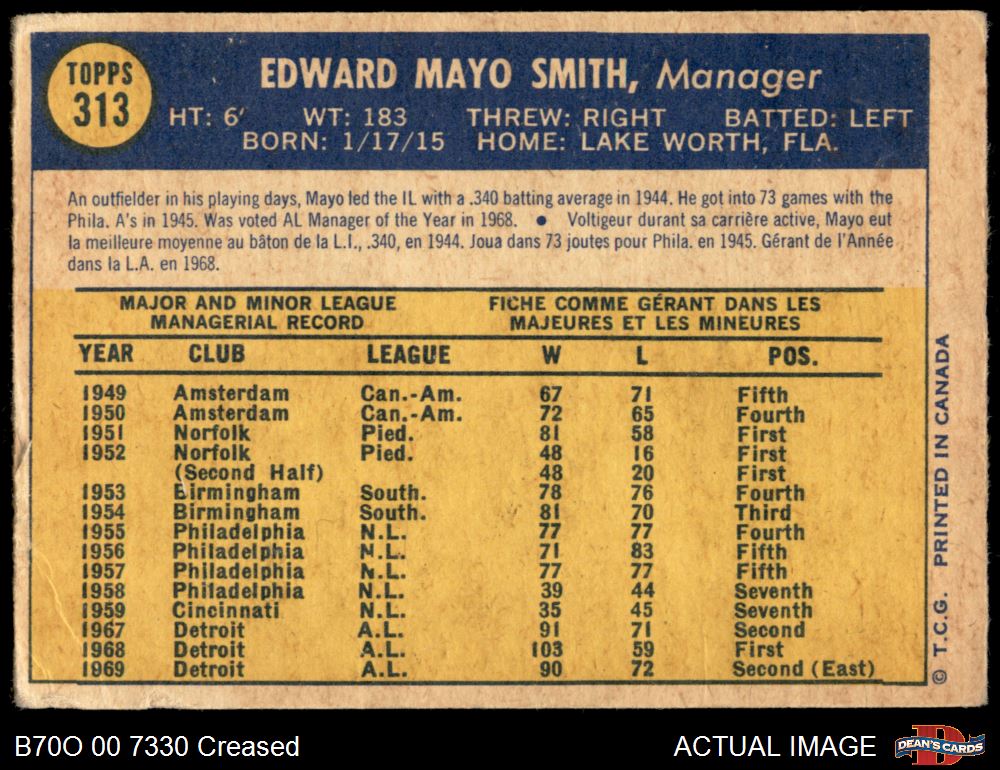 TOPPS
313
EDWARD MAYO SMITH, Manager
HT: 6' WT: 183 THREW: RIGHT BATTED: LEFT
BORN: 1/17/15 HOME: LAKE WORTH, FLA.
An outfielder in his playing days, Mayo led the IL with a .340 batting average in 1944. He got into 73 games with the
Phila. A's in 1945. Was voted AL Manager of the Year in 1968. ● Voltigeur durant sa carrière active, Mayo eut
la meilleure moyenne au bâton de la L.I., .340, en 1944. Joua dans 73 joutes pour Phila. en 1945. Gérant de l'Année
dans la L.A. en 1968.
MAJOR AND MINOR LEAGUE FICHE COMME GÉRANT DANS LES
MANAGERIAL RECORD MAJEURES ET LES MINEURES
YEAR CLUB LEAGUE W L POS.
1949 Amsterdam Can.-Am. 67 71 Fifth
1950 Amsterdam Can.-Am. 72 65 Fourth
1951 Norfolk Pied. 81 58 First
1952 Norfolk Pied. 48 16 First
(Second Half) 48 20 First
1953 Birmingham South. 78 76 Fourth
1954 Birmingham South. 81 70 Third
1955 Philadelphia N.L. 77 77 Fourth
1956 Philadelphia N.L. 71 83 Fifth
1957 Philadelphia N.L. 77 77 Fifth
1958 Philadelphia N.L. 39 44 Seventh
1959 Cincinnati N.L. 35 45 Seventh
1967 Detroit A.L. 91 71 Second
1968 Detroit A.L. 103 59 First
1969 Detroit A.L. 90 72 Second (East)
© T.C.G. PRINTED IN CANADA
B70O 00 7330 Creased
ACTUAL IMAGE
DEAN'S CARDS